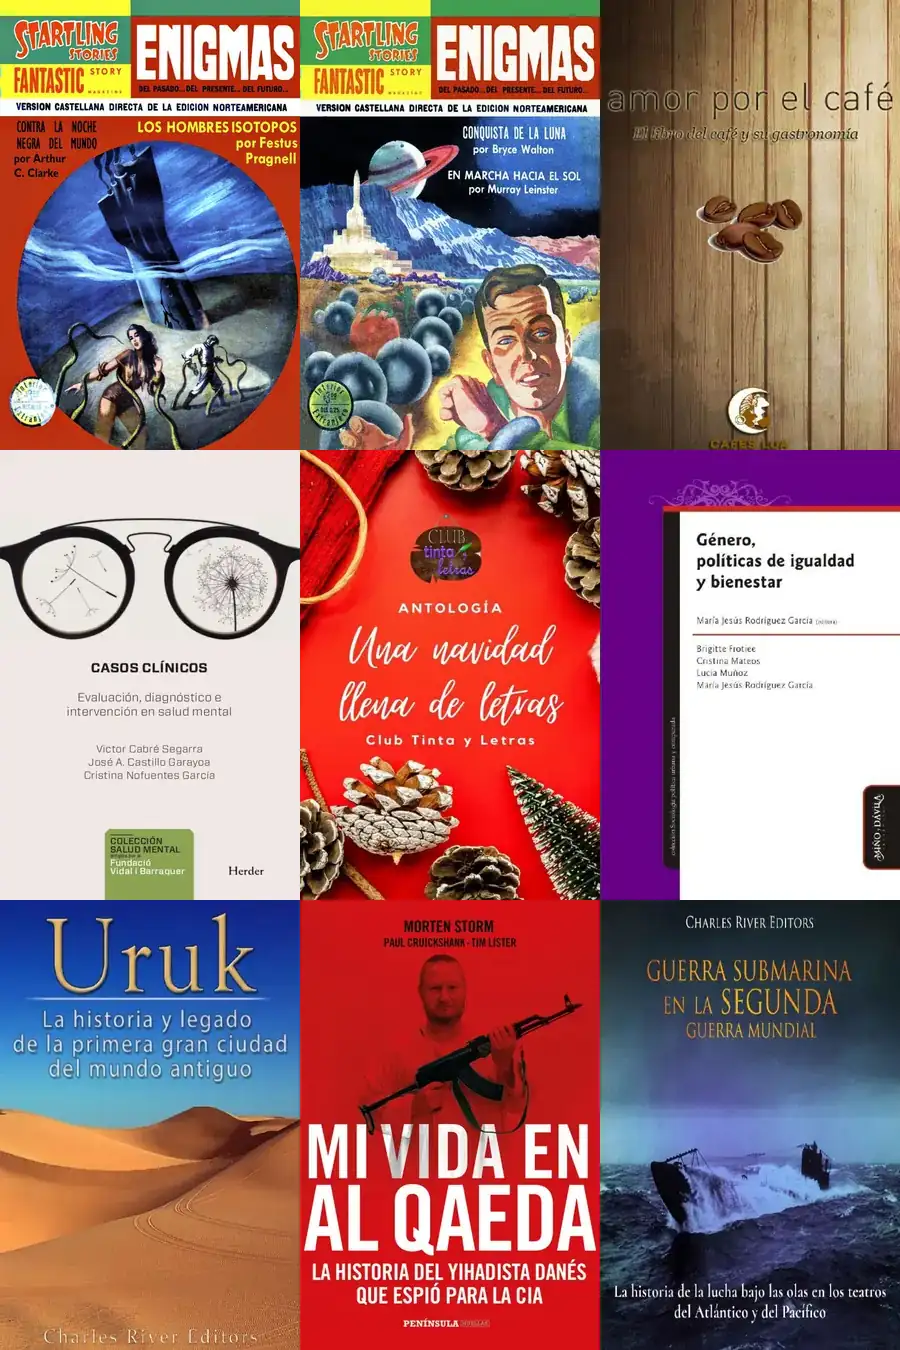 STARTLING
STORIES
FANTASTIC STORY
MAGAZINE
ENIGMAS
DEL PASADO... DEL PRESENTE... DEL FUTURO...
VERSION CASTELLANA DIRECTA DE LA EDICION NORTEAMERICANA
CONTRA LA NOCHE
NEGRA DEL MUNDO
por Arthur
C. Clarke
LOS HOMBRES ISOTOPOS
por Festus
Pragnell
STARTLING
STORIES
FANTASTIC STORY
MAGAZINE
ENIGMAS
DEL PASADO... DEL PRESENTE... DEL FUTURO...
VERSION CASTELLANA DIRECTA DE LA EDICION NORTEAMERICANA
CONQUISTA DE LA LUNA
por Bryce Walton
EN MARCHA HACIA EL SOL
por Murray Leinster
amor por el café
El libro del café y su gastronomía
CAFES LUA
CASOS CLÍNICOS
Evaluación, diagnóstico e
intervención en salud mental
Victor Cabré Segarra
José A. Castillo Garayoa
Cristina Nofuentes García
COLECCIÓN
SALUD MENTAL
Fundació
Vidal i Barraquer
Herder
CLUB
tinta
letras
ANTOLOGÍA
Una navidad
llena de letras
Club Tinta y Letras
Género,
políticas de igualdad
y bienestar
María Jesús Rodríguez García (editora)
Brigitte Frotiee
Cristina Mateos
Lucía Muñoz
María Jesús Rodríguez García
MIÑO Y DÁVILA
Uruk
La historia y legado
de la primera gran ciudad
del mundo antiguo
Charles River Editors
MORTEN STORM
PAUL CRUICKSHANK - TIM LISTER
MI VIDA EN
AL QAEDA
LA HISTORIA DEL YIHADISTA DANÉS
QUE ESPIÓ PARA LA CIA
PENÍNSULA
CHARLES RIVER EDITORS
GUERRA SUBMARINA
EN LA SEGUNDA
GUERRA MUNDIAL
La historia de la lucha bajo las olas en los teatros
del Atlántico y del Pacífico